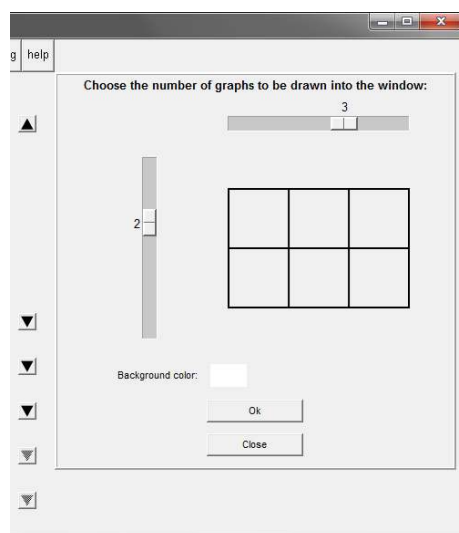 g help
Choose the number of graphs to be drawn into the window:
3
2
Background color:
Ok
Close